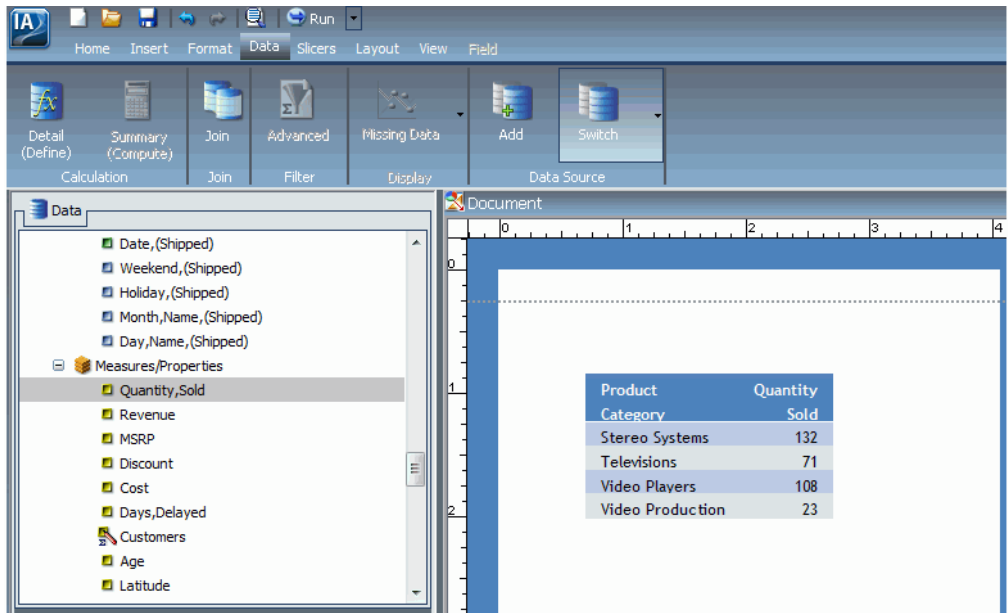 IA Run
Home Insert Format Data Slicers Layout View Field
fx Σ
Detail Summary Join Advanced Missing Data Add Switch
(Define) (Compute)
Calculation Join Filter Display Data Source
Data
Document
0 1 2 3 4
Date,(Shipped)
0
Weekend,(Shipped)
Holiday,(Shipped)
Month,Name,(Shipped)
Day,Name,(Shipped)
Measures/Properties
Quantity,Sold
1
Product Quantity
Category Sold
Revenue
MSRP
Stereo Systems 132
Discount
Televisions 71
Cost
Video Players 108
Days,Delayed
Video Production 23
2
Customers
Age
Latitude